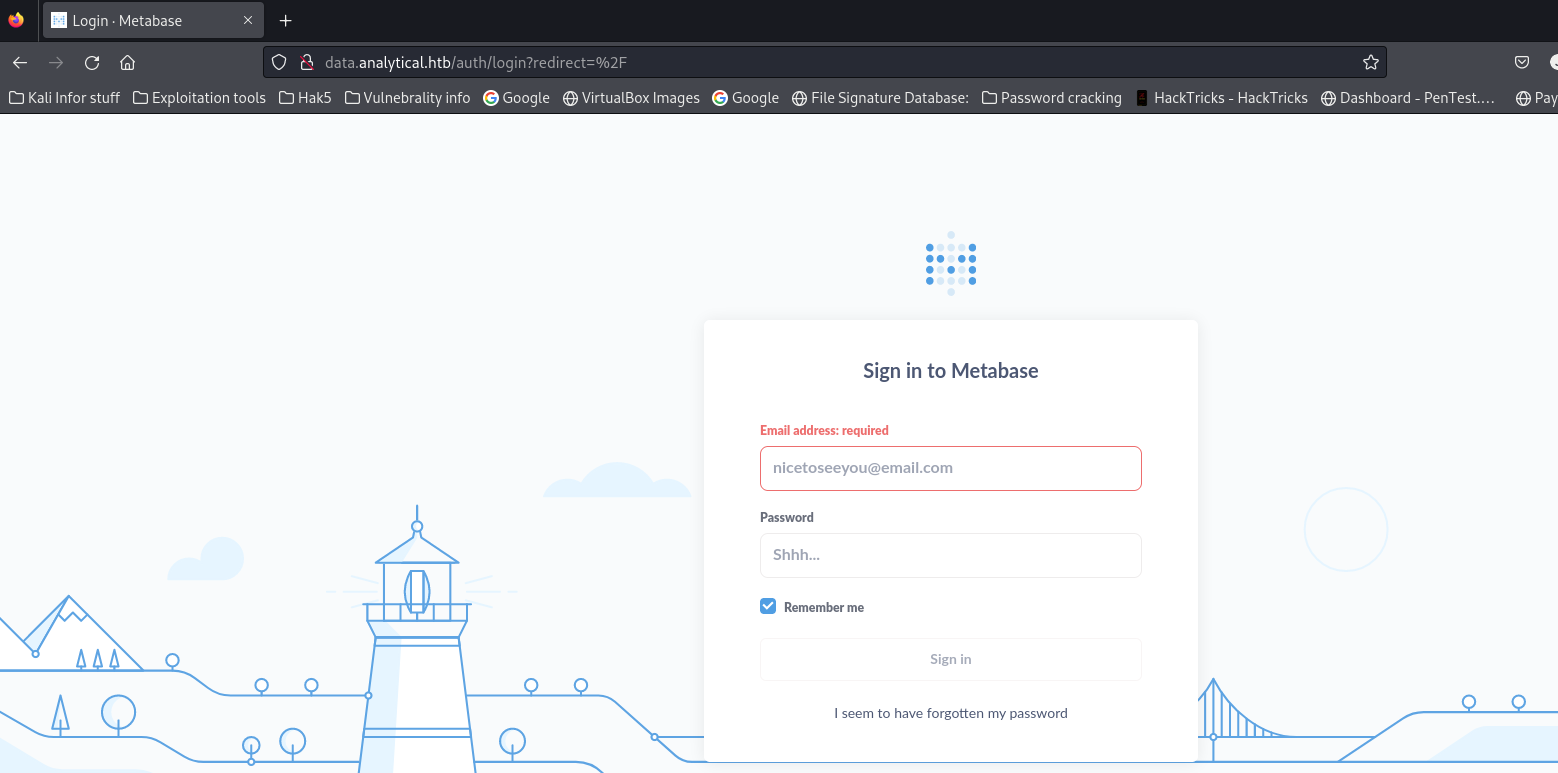 Login · Metabase
data.analytical.htb/auth/login?redirect=%2F
Kali Infor stuff Exploitation tools Hak5 Vulnebrality info Google VirtualBox Images Google File Signature Database: Password cracking HackTricks - HackTricks Dashboard - PenTest.… Pay
Sign in to Metabase
Email address: required
nicetoseeyou@email.com
Password
Shhh...
Remember me
Sign in
I seem to have forgotten my password